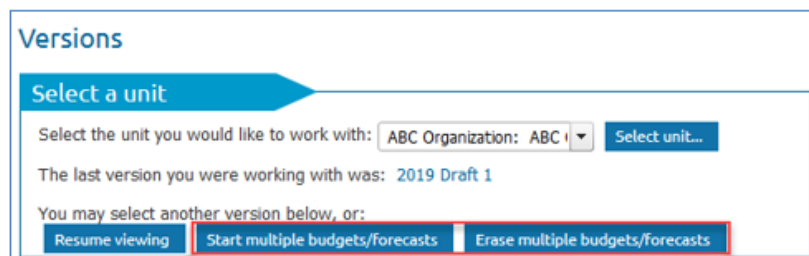 Versions
Select a unit
Select the unit you would like to work with: ABC Organization: ABC Select unit...
The last version you were working with was: 2019 Draft 1
You may select another version below, or:
Resume viewing Start multiple budgets/forecasts Erase multiple budgets/forecasts